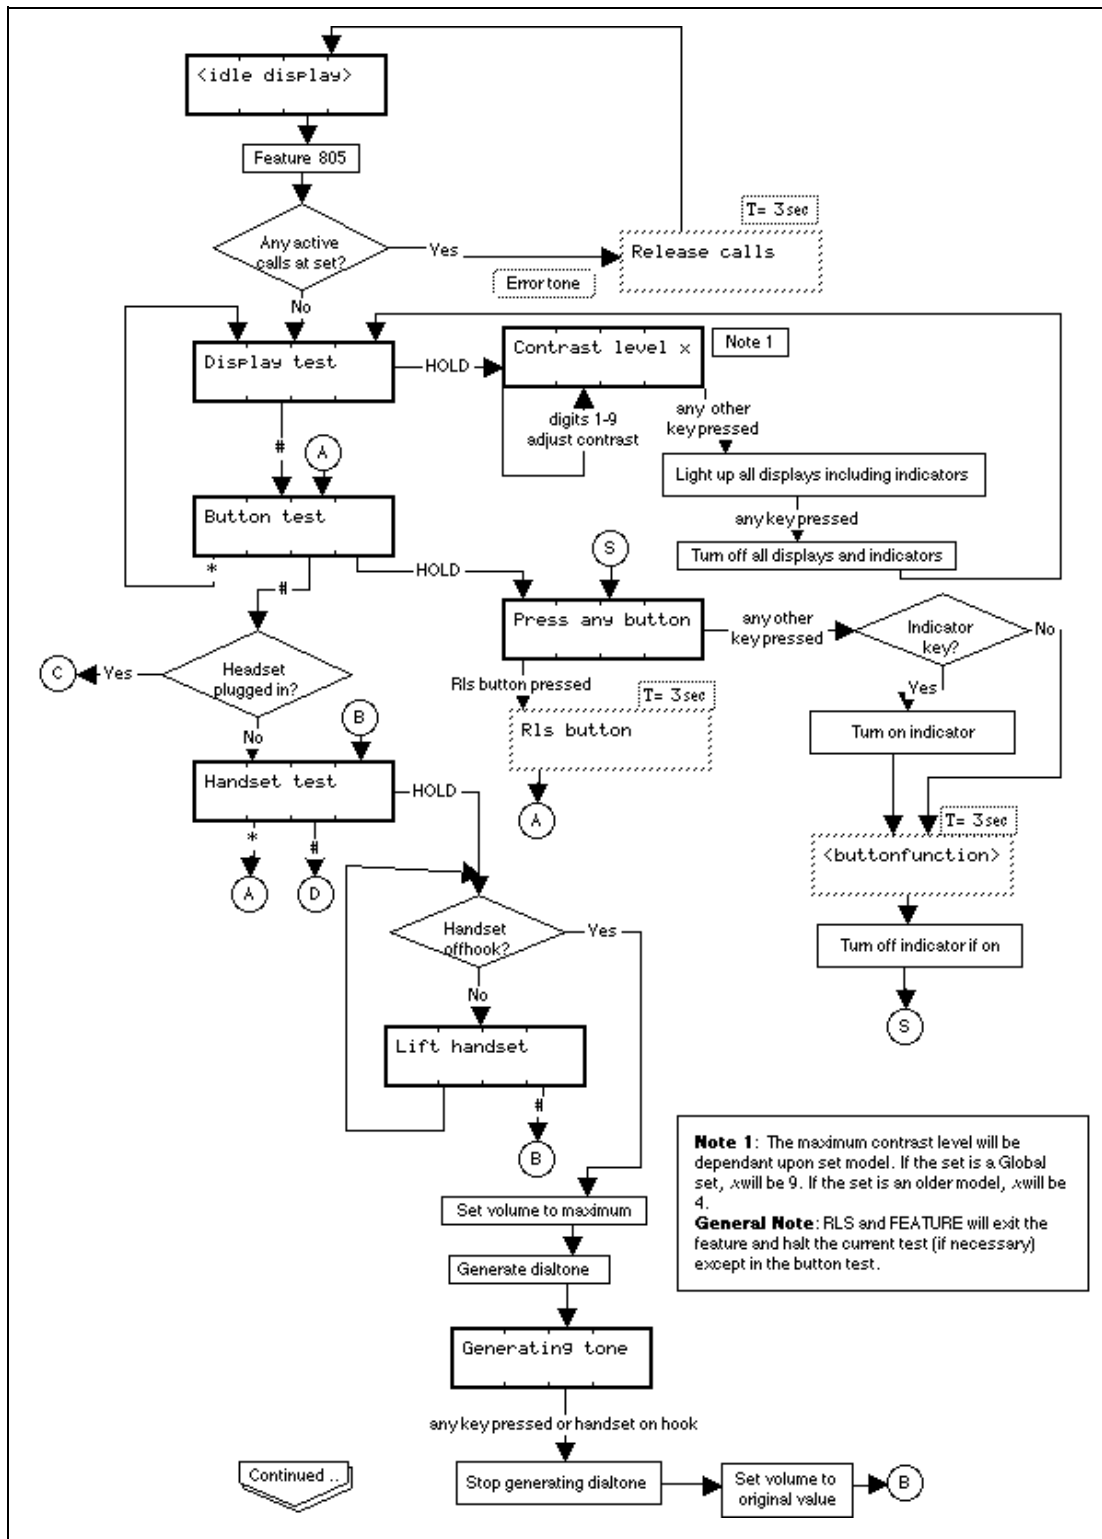 <idle display>
Feature 805
T= 3 sec
Any active
calls at set?
Yes
Release calls
Error tone
No
Display test
HOLD
Contrast level x
Note 1
digits 1-9
adjust contrast
any other
key pressed
#
A
Light up all displays including indicators
Button test
any key pressed
Turn off all displays and indicators
*
#
HOLD
S
Press any button
any other
key pressed
Indicator
key?
No
Yes
C
Yes
Headset
plugged in?
No
B
Rls button pressed
T= 3 sec
Rls button
A
Turn on indicator
Handset test
HOLD
*
#
A
D
T= 3 sec
<buttonfunction>
Handset
offhook?
Yes
No
Turn off indicator if on
S
Lift handset
#
B
Note 1: The maximum contrast level will be
dependant upon set model. If the set is a Global
set, x will be 9. If the set is an older model, x will be
4.
General Note: RLS and FEATURE will exit the
feature and halt the current test (if necessary)
except in the button test.
Set volume to maximum
Generate dialtone
Generating tone
any key pressed or handset on hook
Continued ..
Stop generating dialtone
Set volume to
original value
B